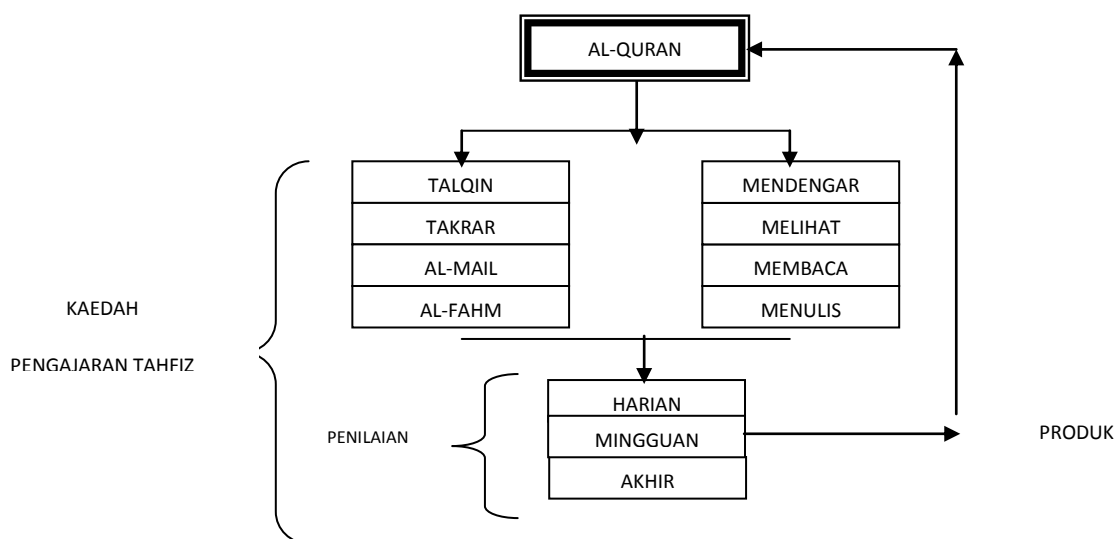 AL-QURAN
TALQIN
TAKRAR
AL-MAIL
AL-FAHM
MENDENGAR
MELIHAT
MEMBACA
MENULIS
KAEDAH
PENGAJARAN TAHFIZ
PENILAIAN
HARIAN
MINGGUAN
AKHIR
PRODUK